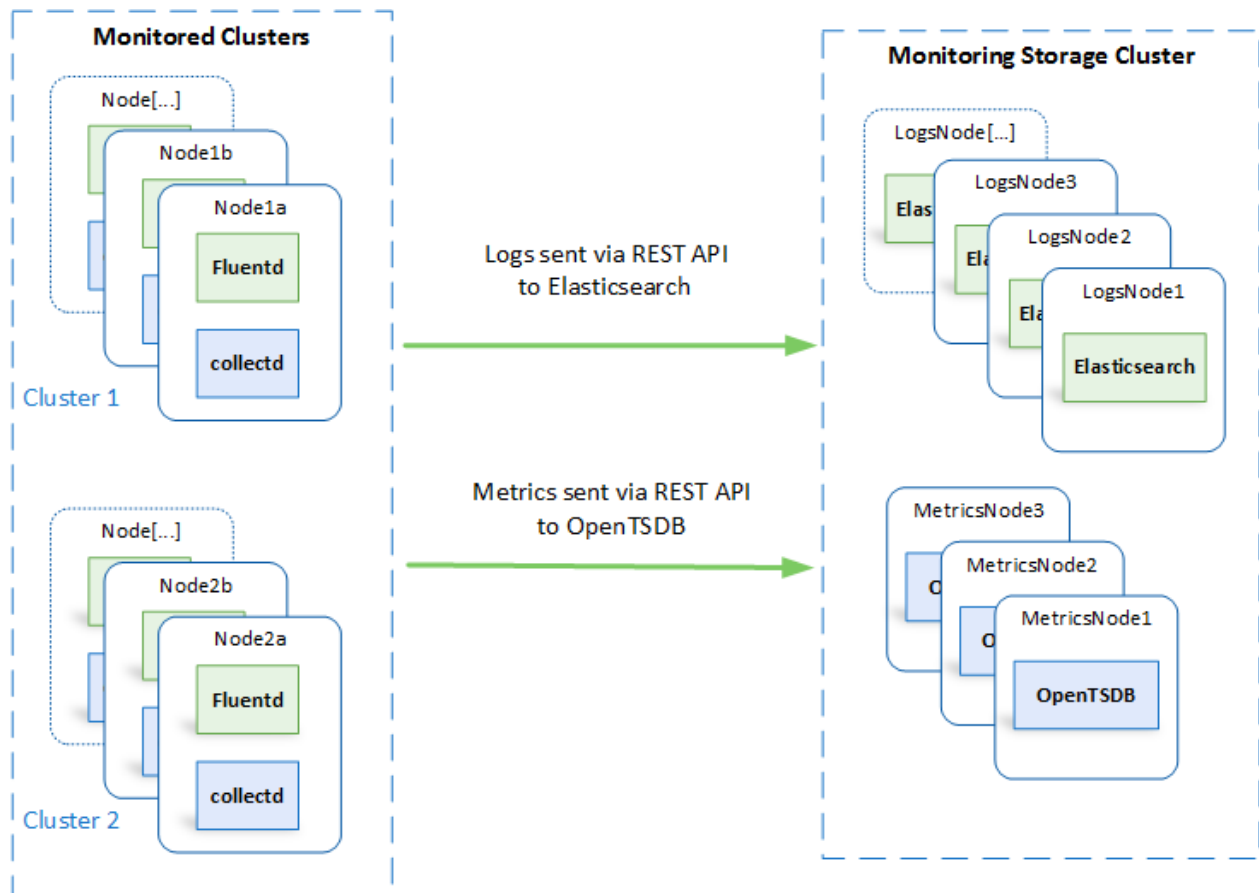 Monitored Clusters
Node[...]
Node1b
Node1a
Fluentd
collectd
Cluster 1
Node[...]
Node2b
Node2a
Fluentd
collectd
Cluster 2
Logs sent via REST API
to Elasticsearch
Metrics sent via REST API
to OpenTSDB
Monitoring Storage Cluster
LogsNode[...]
LogsNode3
LogsNode2
LogsNode1
Elasticsearch
MetricsNode3
MetricsNode2
MetricsNode1
OpenTSDB